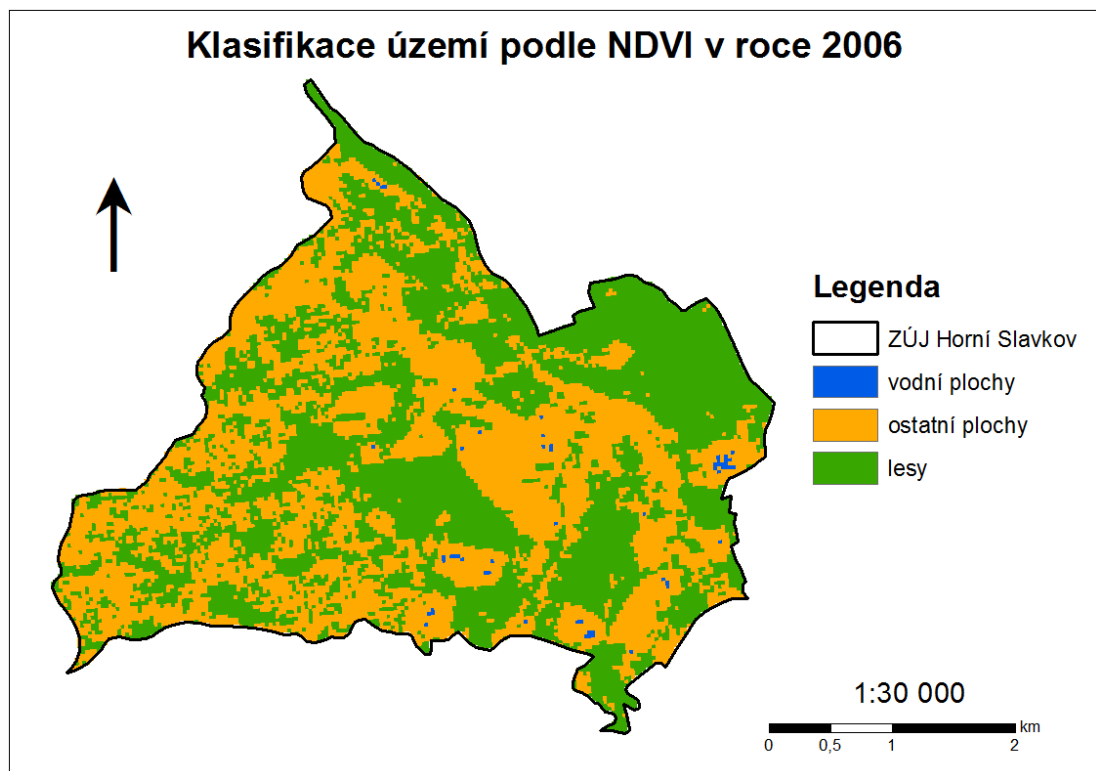 Klasifikace území podle NDVI v roce 2006
Legenda
ZÚJ Horní Slavkov
vodní plochy
ostatní plochy
lesy
1:30 000
km
0 0,5 1 2